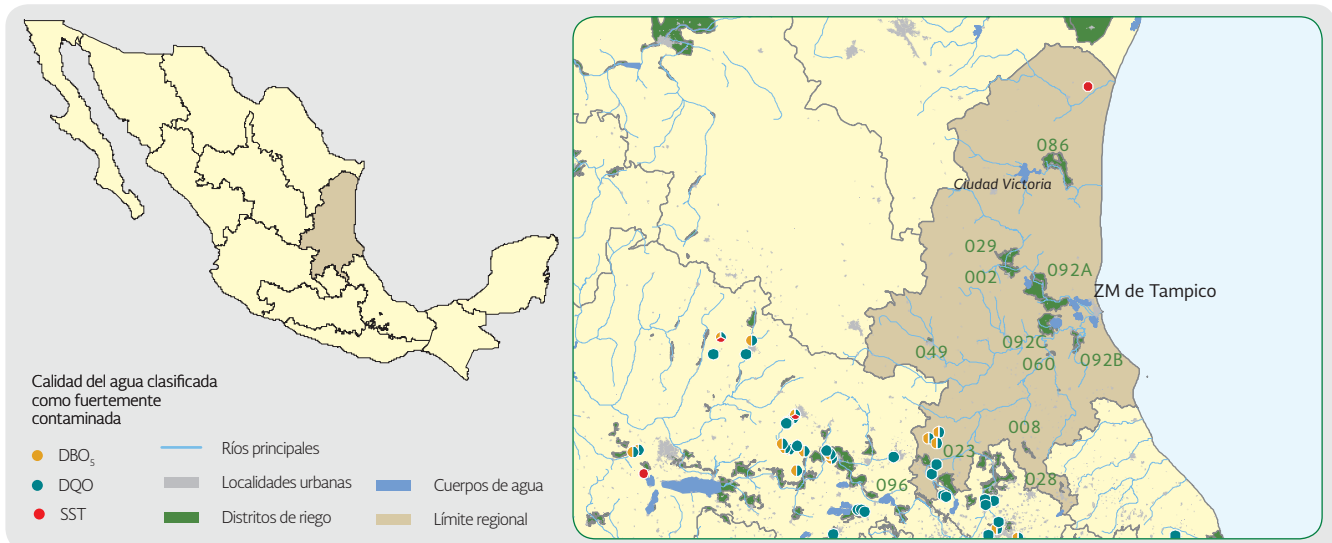 Calidad del agua clasificada
como fuertemente
contaminada
DBO5
DQO
SST
Ríos principales
Localidades urbanas
Distritos de riego
Cuerpos de agua
Límite regional
086
Ciudad Victoria
029
002
092A
ZM de Tampico
092C
092B
049
060
008
023
096
028